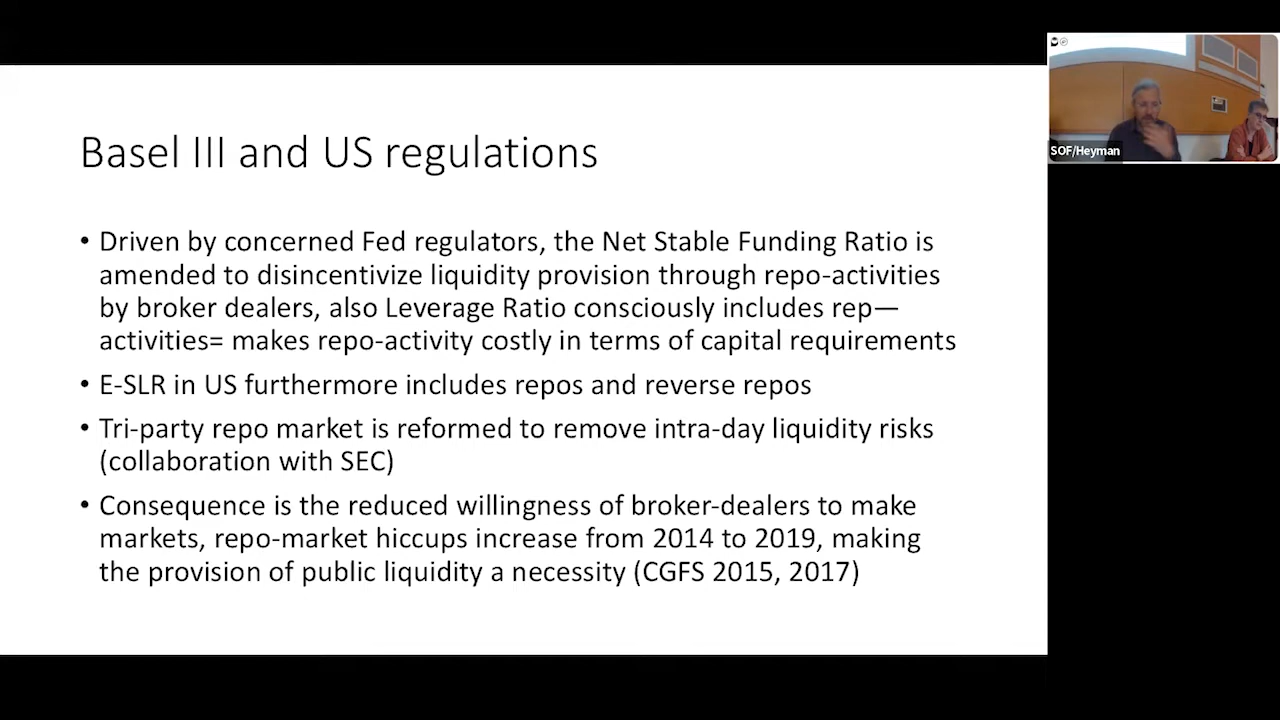 Basel III and US regulations
• Driven by concerned Fed regulators, the Net Stable Funding Ratio is
amended to disincentivize liquidity provision through repo-activities
by broker dealers, also Leverage Ratio consciously includes rep—
activities= makes repo-activity costly in terms of capital requirements
• E-SLR in US furthermore includes repos and reverse repos
• Tri-party repo market is reformed to remove intra-day liquidity risks
(collaboration with SEC)
• Consequence is the reduced willingness of broker-dealers to make
markets, repo-market hiccups increase from 2014 to 2019, making
the provision of public liquidity a necessity (CGFS 2015, 2017)
SOF/Heyman